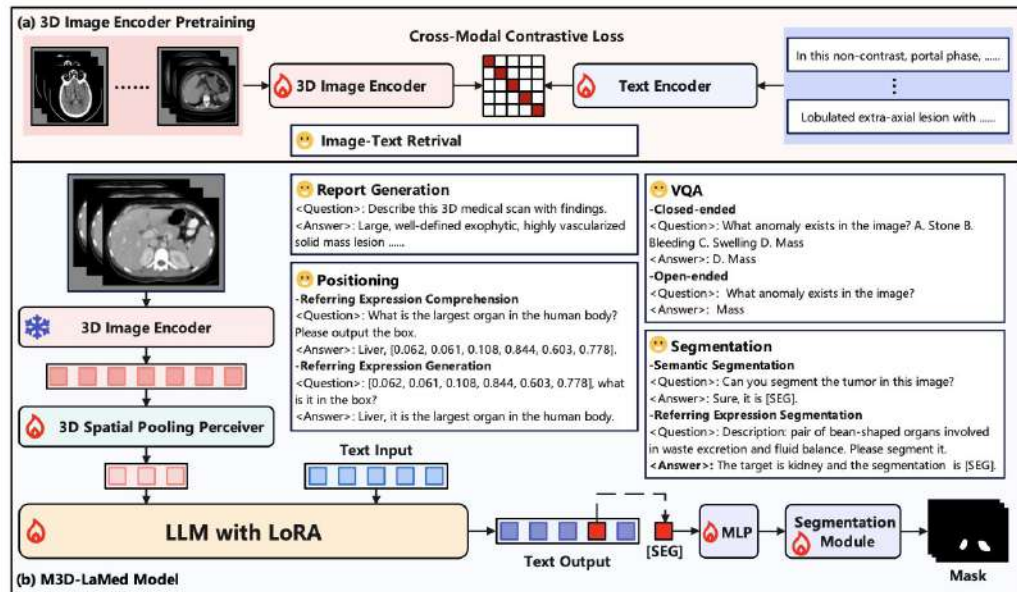 (a) 3D Image Encoder Pretraining
Cross-Modal Contrastive Loss
......
3D Image Encoder
Text Encoder
In this non-contrast, portal phase, ......
Lobulated extra-axial lesion with ......
Image-Text Retrival
Report Generation
<Question>: Describe this 3D medical scan with findings.
<Answer>: Large, well-defined exophytic, highly vascularized
solid mass lesion ......
Positioning
-Referring Expression Comprehension
<Question>: What is the largest organ in the human body?
Please output the box.
<Answer>: Liver, [0.062, 0.061, 0.108, 0.844, 0.603, 0.778].
-Referring Expression Generation
<Question>: [0.062, 0.061, 0.108, 0.844, 0.603, 0.778], what
is it in the box?
<Answer>: Liver, it is the largest organ in the human body.
VQA
-Closed-ended
<Question>: What anomaly exists in the image? A. Stone B.
Bleeding C. Swelling D. Mass
<Answer>: D. Mass
-Open-ended
<Question>: What anomaly exists in the image?
<Answer>: Mass
Segmentation
-Semantic Segmentation
<Question>: Can you segment the tumor in this image?
<Answer>: Sure, it is [SEG].
-Referring Expression Segmentation
<Question>: Description: pair of bean-shaped organs involved
in waste excretion and fluid balance. Please segment it.
<Answer>: The target is kidney and the segmentation is [SEG].
3D Image Encoder
3D Spatial Pooling Perceiver
Text Input
LLM with LoRA
Text Output
[SEG]
MLP
Segmentation
Module
Mask
(b) M3D-LaMed Model